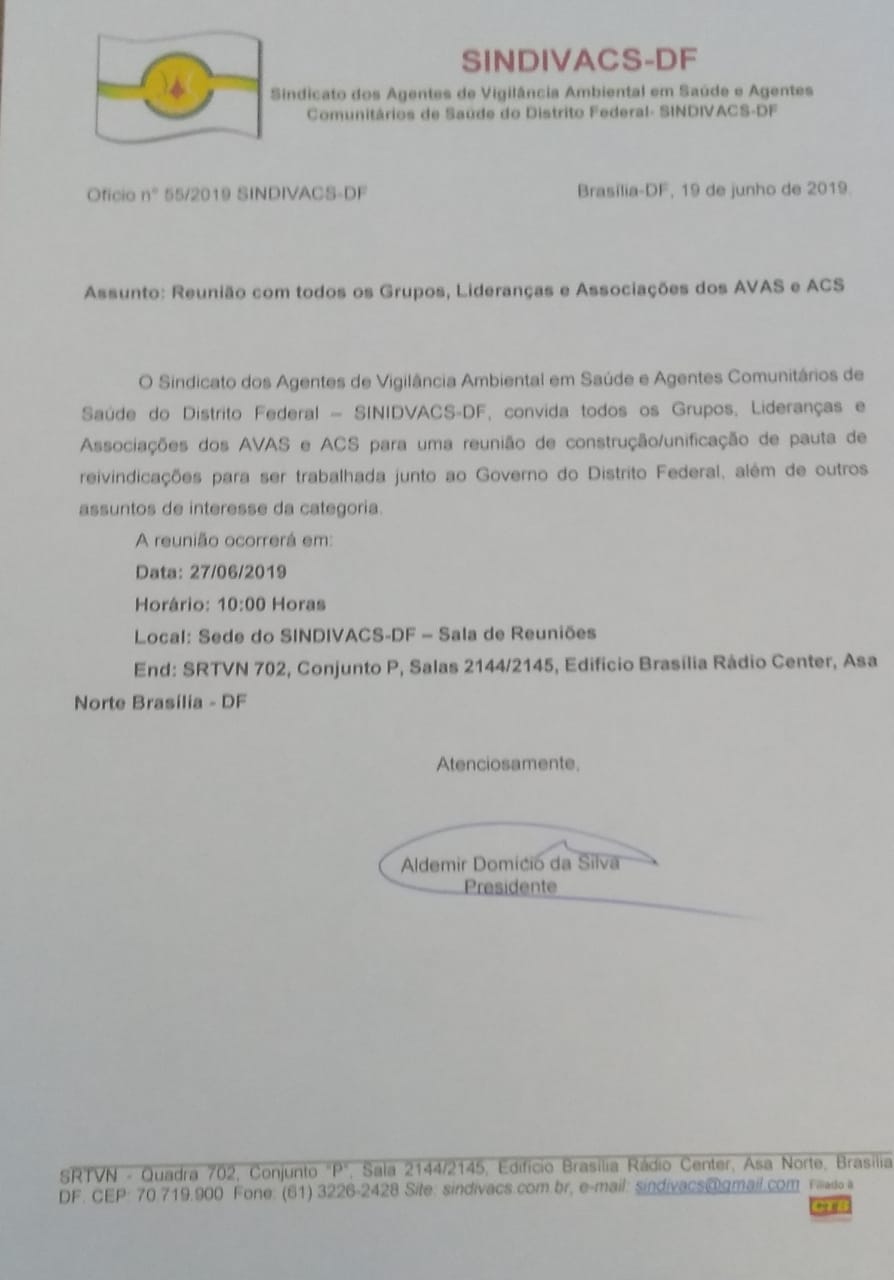 SINDIVACS-DF
Sindicato dos Agentes de Vigilância Ambiental em Saúde e Agentes
Comunitários de Saúde do Distrito Federal- SINDIVACS-DF
Oficio n° 55/2019 SINDIVACS-DF
Brasília-DF, 19 de junho de 2019.
Assunto: Reunião com todos os Grupos, Lideranças e Associações dos AVAS e ACS
O Sindicato dos Agentes de Vigilância Ambiental em Saúde e Agentes Comunitários de
Saúde do Distrito Federal – SINIDVACS-DF, convida todos os Grupos, Lideranças e
Associações dos AVAS e ACS para uma reunião de construção/unificação de pauta de
reivindicações para ser trabalhada junto ao Governo do Distrito Federal, além de outros
assuntos de interesse da categoria.
A reunião ocorrerá em:
Data: 27/06/2019
Horário: 10:00 Horas
Local: Sede do SINDIVACS-DF – Sala de Reuniões
End: SRTVN 702, Conjunto P, Salas 2144/2145, Edifício Brasília Rádio Center, Asa
Norte Brasília - DF
Atenciosamente,
Aldemir Domício da Silva
Presidente
SRTVN - Quadra 702, Conjunto "P", Sala 2144/2145, Edifício Brasília Rádio Center, Asa Norte, Brasília
DF. CEP: 70.719.900 Fone: (61) 3226-2428 Site: sindivacs.com.br, e-mail: sindivacs@gmail.com Filiado à
CTB